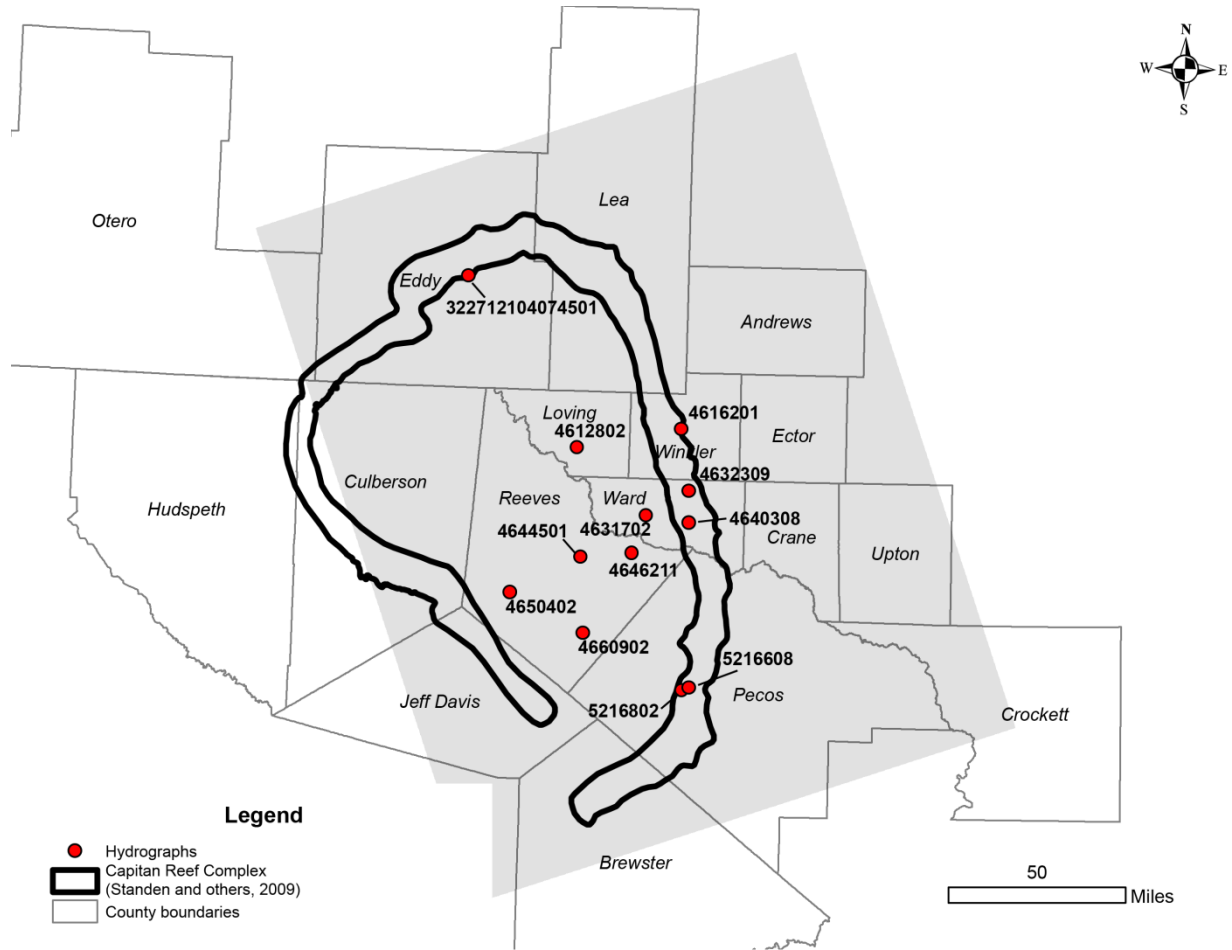 N
W
E
S
Lea
Otero
Eddy
322712104074501
Andrews
Loving
4612802
4616201
Winkler
Ector
4632309
Culberson
Reeves
Ward
Hudspeth
4631702
4640308
4644501
Crane
Upton
4646211
4650402
4660902
5216608
Jeff Davis
5216802
Pecos
Crockett
Brewster
Legend
Hydrographs
Capitan Reef Complex
(Standen and others, 2009)
County boundaries
50
Miles